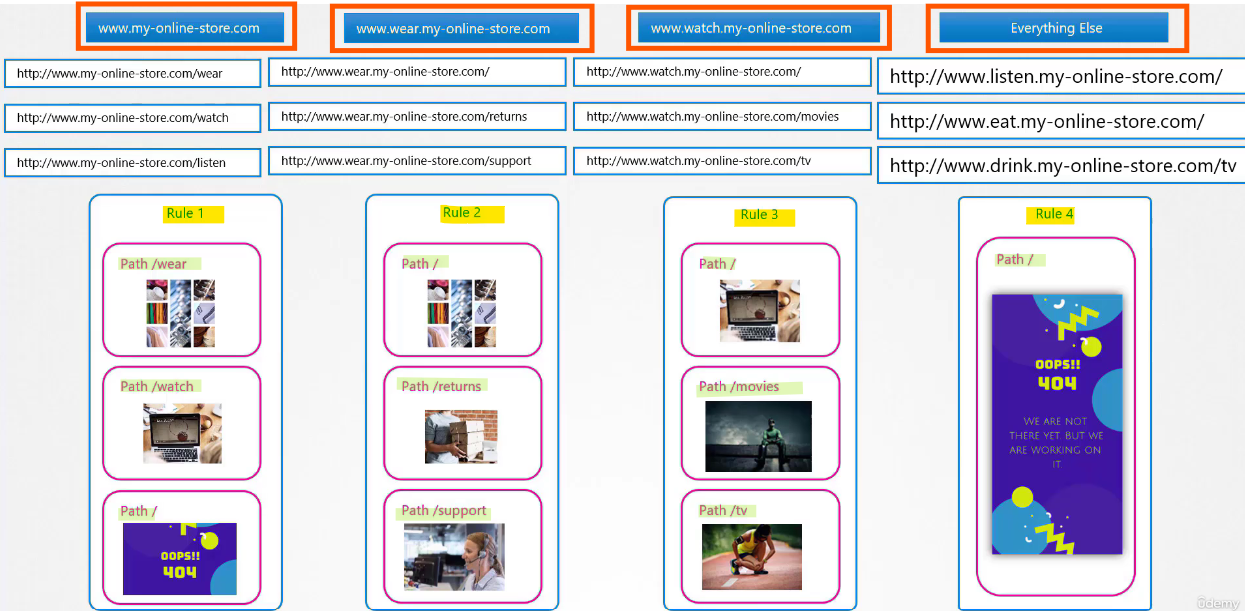 www.my-online-store.com
www.wear.my-online-store.com
www.watch.my-online-store.com
Everything Else
http://www.my-online-store.com/wear
http://www.wear.my-online-store.com/
http://www.watch.my-online-store.com/
http://www.listen.my-online-store.com/
http://www.my-online-store.com/watch
http://www.wear.my-online-store.com/returns
http://www.watch.my-online-store.com/movies
http://www.eat.my-online-store.com/
http://www.my-online-store.com/listen
http://www.wear.my-online-store.com/support
http://www.watch.my-online-store.com/tv
http://www.drink.my-online-store.com/tv
Rule 1
Path /wear
Path /watch
Path /
OOPS!!
404
Rule 2
Path /
Path /returns
Path /support
Rule 3
Path /
Path /movies
Path /tv
Rule 4
Path /
OOPS!!
404
WE ARE NOT
THERE YET. BUT WE
ARE WORKING ON
IT.
ûdemy